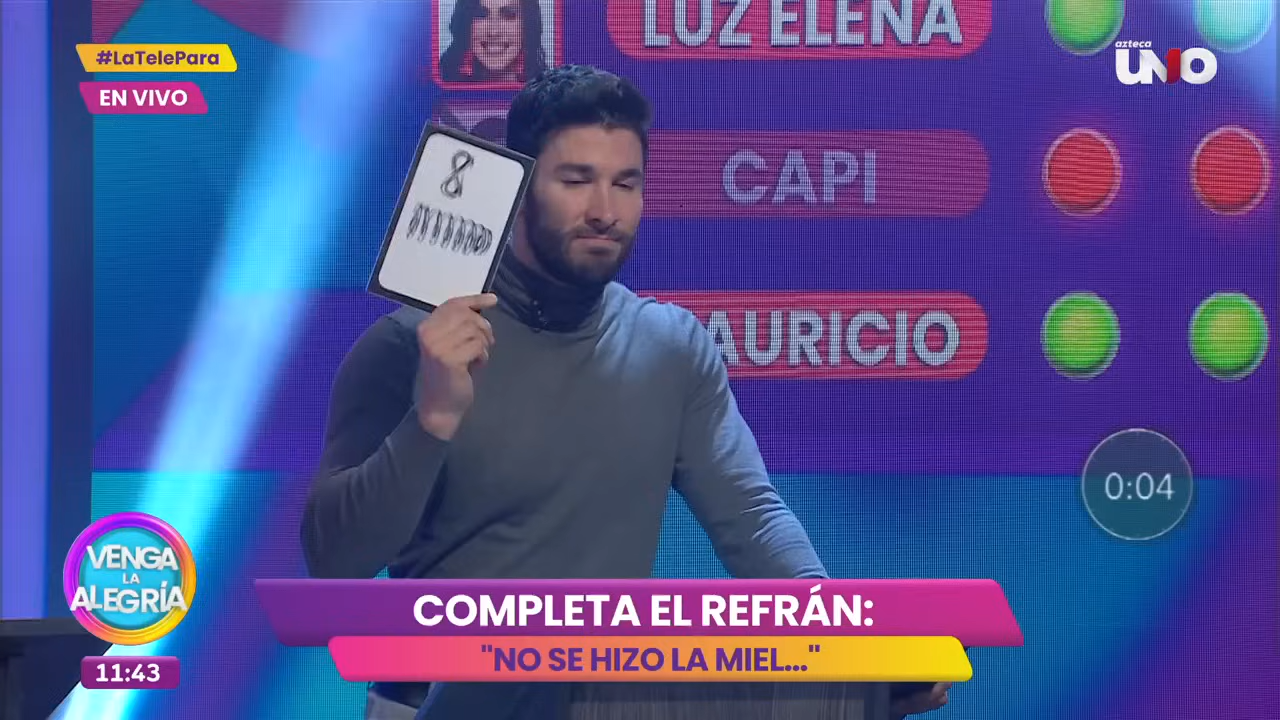 LUZ ELENA
#LaTelePara
azteca
UNO
EN VIVO
8
CAPI
AURICIO
0:04
VENGA
LA
ALEGRÍA
COMPLETA EL REFRÁN:
"NO SE HIZO LA MIEL..."
11:43